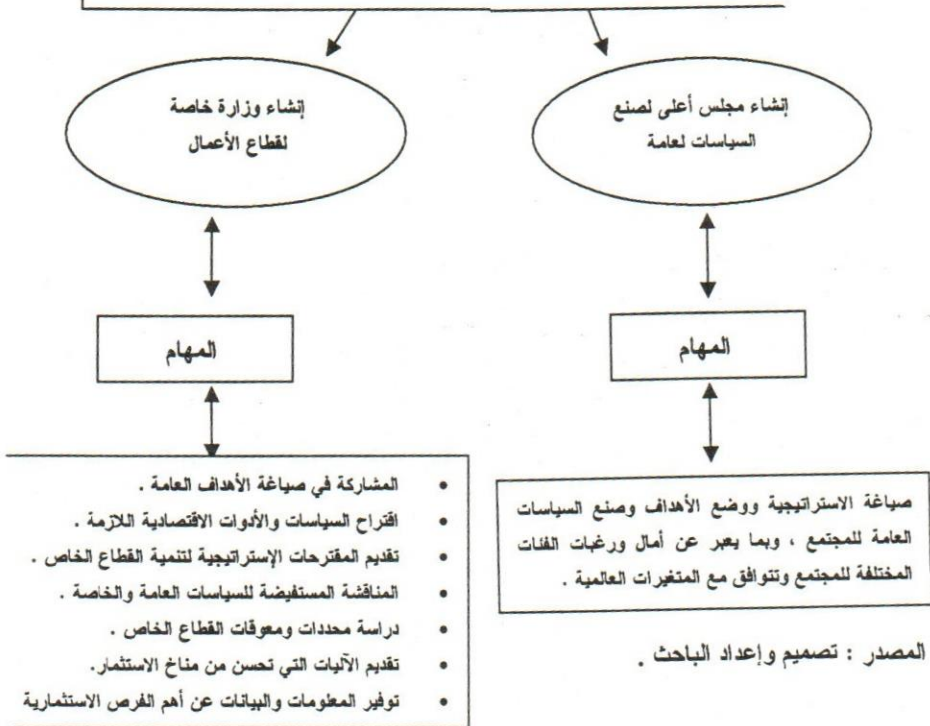 إنشاء مجلس أعلى لصنع
السياسات لعامة
إنشاء وزارة خاصة
لقطاع الأعمال
المهام
المهام
صياغة الاستراتيجية ووضع الأهداف وصنع السياسات
العامة للمجتمع ، وبما يعبر عن أمال ورغبات الفئات
المختلفة للمجتمع وتتوافق مع المتغيرات العالمية .
• المشاركة في صياغة الأهداف العامة .
• اقتراح السياسات والأدوات الاقتصادية اللازمة .
• تقديم المقترحات الإستراتيجية لتنمية القطاع الخاص .
• المناقشة المستفيضة للسياسات العامة والخاصة .
• دراسة محددات ومعوقات القطاع الخاص .
• تقديم الآليات التي تحسن من مناخ الاستثمار.
• توفير المعلومات والبيانات عن أهم الفرص الاستثمارية
المصدر : تصميم وإعداد الباحث .